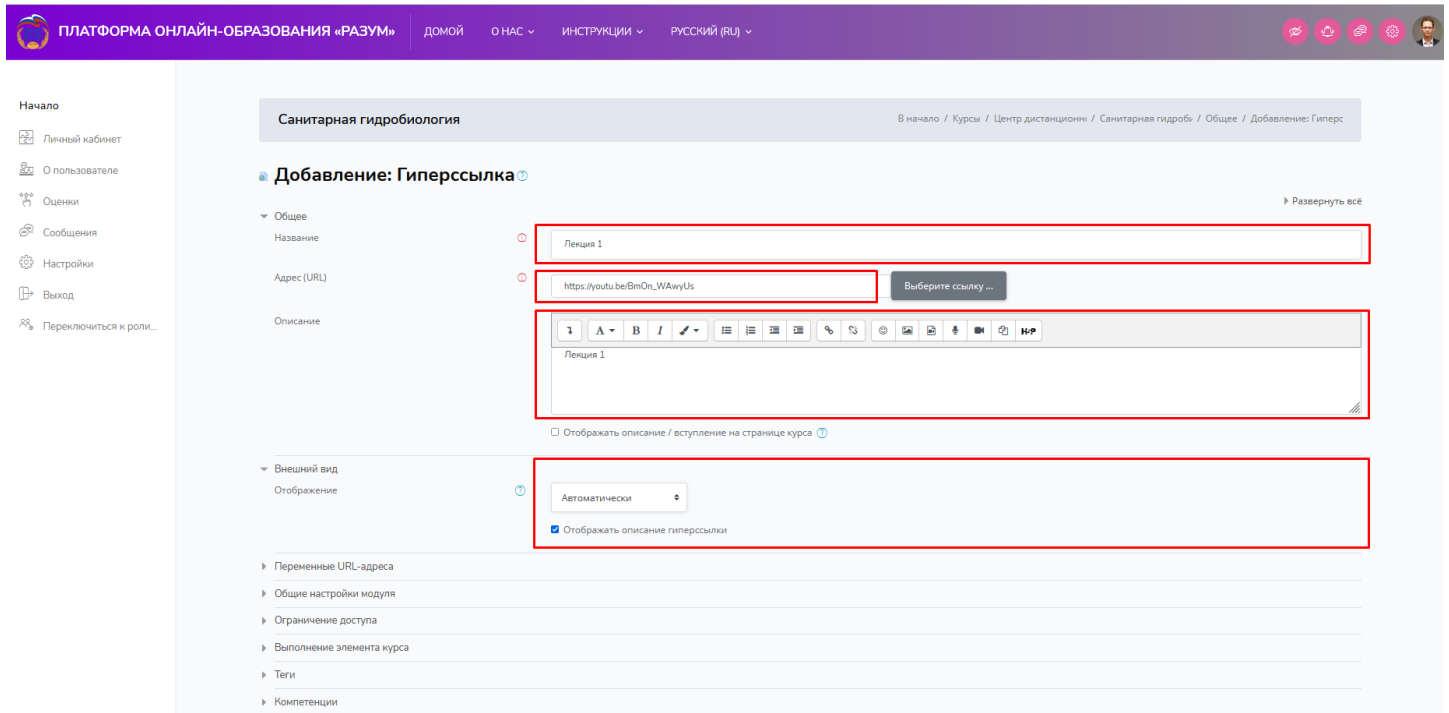 ПЛАТФОРМА ОНЛАЙН-ОБРАЗОВАНИЯ «РАЗУМ» ДОМОЙ О НАС ИНСТРУКЦИИ РУССКИЙ (RU)
Начало
Личный кабинет
О пользователе
Оценки
Сообщения
Настройки
Выход
Переключиться к роли...
Санитарная гидробиология
В начало / Курсы / Центр дистанционн / Санитарная гидроби / Общее / Добавление: Гиперс
Добавление: Гиперссылка
Развернуть всё
Общее
Название
Лекция 1
Адрес (URL)
https://youtu.be/BmOn_WAwyUs
Выберите ссылку ...
Описание
A B I H-P
Лекция 1
Отображать описание / вступление на странице курса
Внешний вид
Отображение
Автоматически
Отображать описание гиперссылки
Переменные URL-адреса
Общие настройки модуля
Ограничение доступа
Выполнение элемента курса
Теги
Компетенции